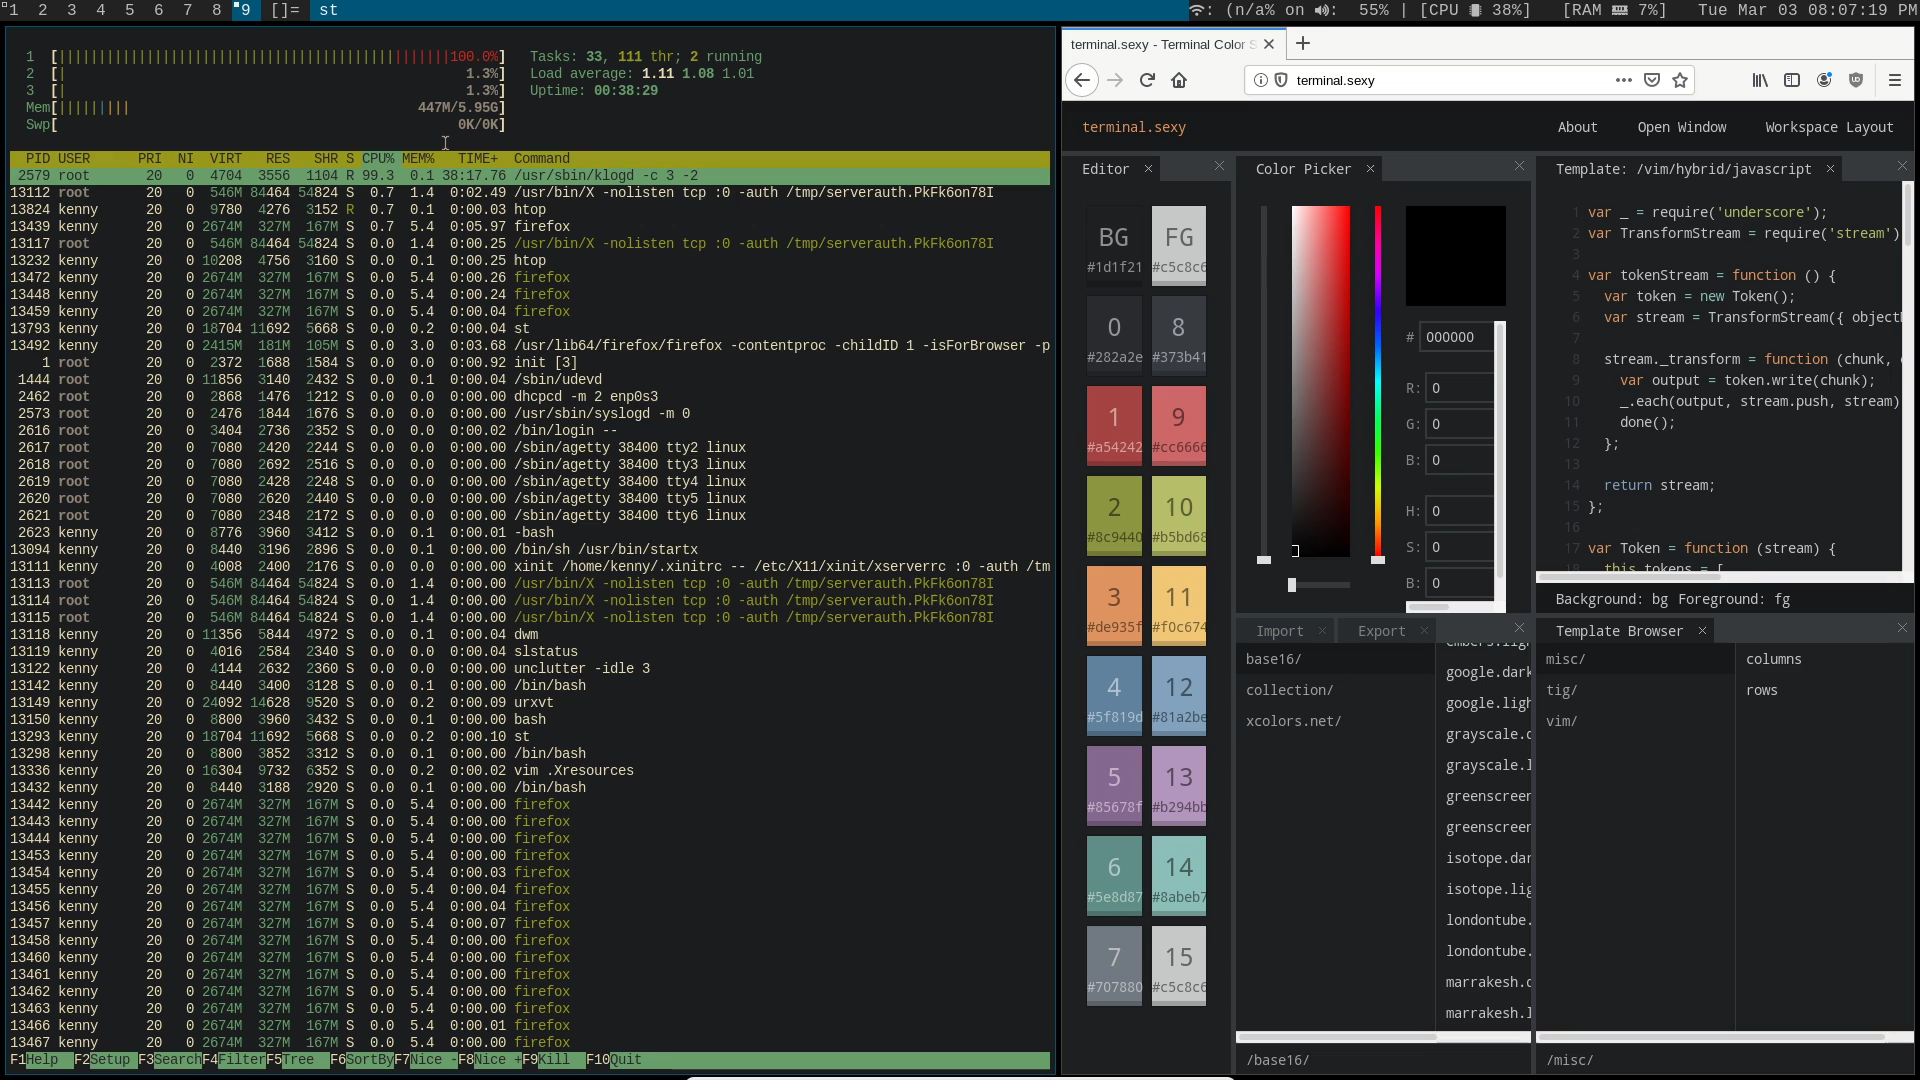 1 2 3 4 5 6 7 8 9 []= st : (n/a% on : 55% | [CPU 38%] [RAM 7%] Tue Mar 03 08:07:19 PM
1 [||||||||||||||||||||||||||||||||||||||||||||||||100.0%] Tasks: 33, 111 thr; 2 running
2 [| 1.3%] Load average: 1.11 1.08 1.01
3 [| 1.3%] Uptime: 00:38:29
Mem[||||||||| 447M/5.95G]
Swp[ 0K/0K]
PID USER PRI NI VIRT RES SHR S CPU% MEM% TIME+ Command
2579 root 20 0 4704 3556 1104 R 99.3 0.1 38:17.76 /usr/sbin/klogd -c 3 -2
13112 root 20 0 546M 84464 54824 S 0.7 1.4 0:02.49 /usr/bin/X -nolisten tcp :0 -auth /tmp/serverauth.PkFk6on78I
13824 kenny 20 0 9780 4276 3152 R 0.7 0.1 0:00.03 htop
13439 kenny 20 0 2674M 327M 167M S 0.7 5.4 0:05.97 firefox
13117 root 20 0 546M 84464 54824 S 0.0 1.4 0:00.25 /usr/bin/X -nolisten tcp :0 -auth /tmp/serverauth.PkFk6on78I
13232 kenny 20 0 10208 4756 3160 S 0.0 0.1 0:00.25 htop
13472 kenny 20 0 2674M 327M 167M S 0.0 5.4 0:00.26 firefox
13448 kenny 20 0 2674M 327M 167M S 0.0 5.4 0:00.24 firefox
13459 kenny 20 0 2674M 327M 167M S 0.0 5.4 0:00.04 firefox
13793 kenny 20 0 18704 11692 5668 S 0.0 0.2 0:00.04 st
13492 kenny 20 0 2415M 181M 105M S 0.0 3.0 0:03.68 /usr/lib64/firefox/firefox -contentproc -childID 1 -isForBrowser -p
1 root 20 0 2372 1688 1584 S 0.0 0.0 0:00.92 init [3]
1444 root 20 0 11856 3140 2432 S 0.0 0.1 0:00.04 /sbin/udevd
2462 root 20 0 2868 1476 1212 S 0.0 0.0 0:00.00 dhcpcd -m 2 enp0s3
2573 root 20 0 2476 1844 1676 S 0.0 0.0 0:00.00 /usr/sbin/syslogd -m 0
2616 root 20 0 3404 2736 2352 S 0.0 0.0 0:00.02 /bin/login --
2617 root 20 0 7080 2420 2244 S 0.0 0.0 0:00.00 /sbin/agetty 38400 tty2 linux
2618 root 20 0 7080 2692 2516 S 0.0 0.0 0:00.00 /sbin/agetty 38400 tty3 linux
2619 root 20 0 7080 2428 2248 S 0.0 0.0 0:00.00 /sbin/agetty 38400 tty4 linux
2620 root 20 0 7080 2620 2440 S 0.0 0.0 0:00.00 /sbin/agetty 38400 tty5 linux
2621 root 20 0 7080 2348 2172 S 0.0 0.0 0:00.00 /sbin/agetty 38400 tty6 linux
2623 kenny 20 0 8776 3960 3412 S 0.0 0.1 0:00.01 -bash
13094 kenny 20 0 8440 3196 2896 S 0.0 0.1 0:00.00 /bin/sh /usr/bin/startx
13111 kenny 20 0 4008 2400 2176 S 0.0 0.0 0:00.00 xinit /home/kenny/.xinitrc -- /etc/X11/xinit/xserverrc :0 -auth /tm
13113 root 20 0 546M 84464 54824 S 0.0 1.4 0:00.00 /usr/bin/X -nolisten tcp :0 -auth /tmp/serverauth.PkFk6on78I
13114 root 20 0 546M 84464 54824 S 0.0 1.4 0:00.00 /usr/bin/X -nolisten tcp :0 -auth /tmp/serverauth.PkFk6on78I
13115 root 20 0 546M 84464 54824 S 0.0 1.4 0:00.00 /usr/bin/X -nolisten tcp :0 -auth /tmp/serverauth.PkFk6on78I
13118 kenny 20 0 11356 5844 4972 S 0.0 0.1 0:00.04 dwm
13119 kenny 20 0 4016 2584 2340 S 0.0 0.0 0:00.04 slstatus
13122 kenny 20 0 4144 2632 2360 S 0.0 0.0 0:00.00 unclutter -idle 3
13142 kenny 20 0 8440 3400 3128 S 0.0 0.1 0:00.00 /bin/bash
13149 kenny 20 0 24092 14628 9520 S 0.0 0.2 0:00.09 urxvt
13150 kenny 20 0 8800 3960 3432 S 0.0 0.1 0:00.00 bash
13293 kenny 20 0 18704 11692 5668 S 0.0 0.2 0:00.10 st
13298 kenny 20 0 8800 3852 3312 S 0.0 0.1 0:00.00 /bin/bash
13336 kenny 20 0 16304 9732 6352 S 0.0 0.2 0:00.02 vim .Xresources
13432 kenny 20 0 8440 3188 2920 S 0.0 0.1 0:00.00 /bin/bash
13442 kenny 20 0 2674M 327M 167M S 0.0 5.4 0:00.00 firefox
13443 kenny 20 0 2674M 327M 167M S 0.0 5.4 0:00.00 firefox
13444 kenny 20 0 2674M 327M 167M S 0.0 5.4 0:00.00 firefox
13453 kenny 20 0 2674M 327M 167M S 0.0 5.4 0:00.00 firefox
13454 kenny 20 0 2674M 327M 167M S 0.0 5.4 0:00.03 firefox
13455 kenny 20 0 2674M 327M 167M S 0.0 5.4 0:00.04 firefox
13456 kenny 20 0 2674M 327M 167M S 0.0 5.4 0:00.04 firefox
13457 kenny 20 0 2674M 327M 167M S 0.0 5.4 0:00.07 firefox
13458 kenny 20 0 2674M 327M 167M S 0.0 5.4 0:00.00 firefox
13460 kenny 20 0 2674M 327M 167M S 0.0 5.4 0:00.00 firefox
13461 kenny 20 0 2674M 327M 167M S 0.0 5.4 0:00.00 firefox
13462 kenny 20 0 2674M 327M 167M S 0.0 5.4 0:00.00 firefox
13463 kenny 20 0 2674M 327M 167M S 0.0 5.4 0:00.00 firefox
13466 kenny 20 0 2674M 327M 167M S 0.0 5.4 0:00.01 firefox
13467 kenny 20 0 2674M 327M 167M S 0.0 5.4 0:00.00 firefox
F1Help F2Setup F3SearchF4FilterF5Tree F6SortByF7Nice -F8Nice +F9Kill F10Quit
terminal.sexy - Terminal Color S
terminal.sexy
terminal.sexy About Open Window Workspace Layout
Editor
BG FG
#1d1f21 #c5c8c6
0 8
#282a2e #373b41
1 9
#a54242 #cc6666
2 10
#8c9440 #b5bd68
3 11
#de935f #f0c674
4 12
#5f819d #81a2be
5 13
#85678f #b294bb
6 14
#5e8d87 #8abeb7
7 15
#707880 #c5c8c6
Color Picker
# 000000
R: 0
G: 0
B: 0
H: 0
S: 0
B: 0
Template: /vim/hybrid/javascript
1 var _ = require('underscore');
2 var TransformStream = require('stream')
3
4 var tokenStream = function () {
5 var token = new Token();
6 var stream = TransformStream({ object
7
8 stream._transform = function (chunk,
9 var output = token.write(chunk);
10 _.each(output, stream.push, stream)
11 done();
12 };
13
14 return stream;
15 };
16
17 var Token = function (stream) {
18 this.tokens = [
Background: bg Foreground: fg
Import Export
base16/
collection/
xcolors.net/
embers.ligh
google.dark
google.ligh
grayscale.d
grayscale.l
greenscreen
greenscreen
isotope.dar
isotope.lig
londontube.
londontube.
marrakesh.d
marrakesh.l
/base16/
Template Browser
misc/ columns
tig/ rows
vim/
/misc/